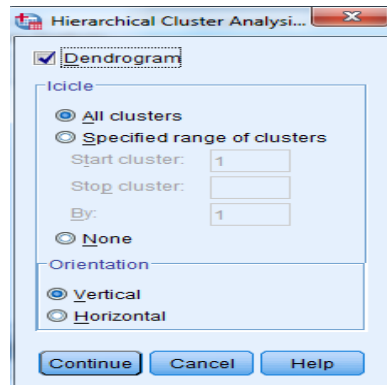 Hierarchical Cluster Analysi...
Dendrogram
Icicle
All clusters
Specified range of clusters
Start cluster: 1
Stop cluster:
By: 1
None
Orientation
Vertical
Horizontal
Continue Cancel Help